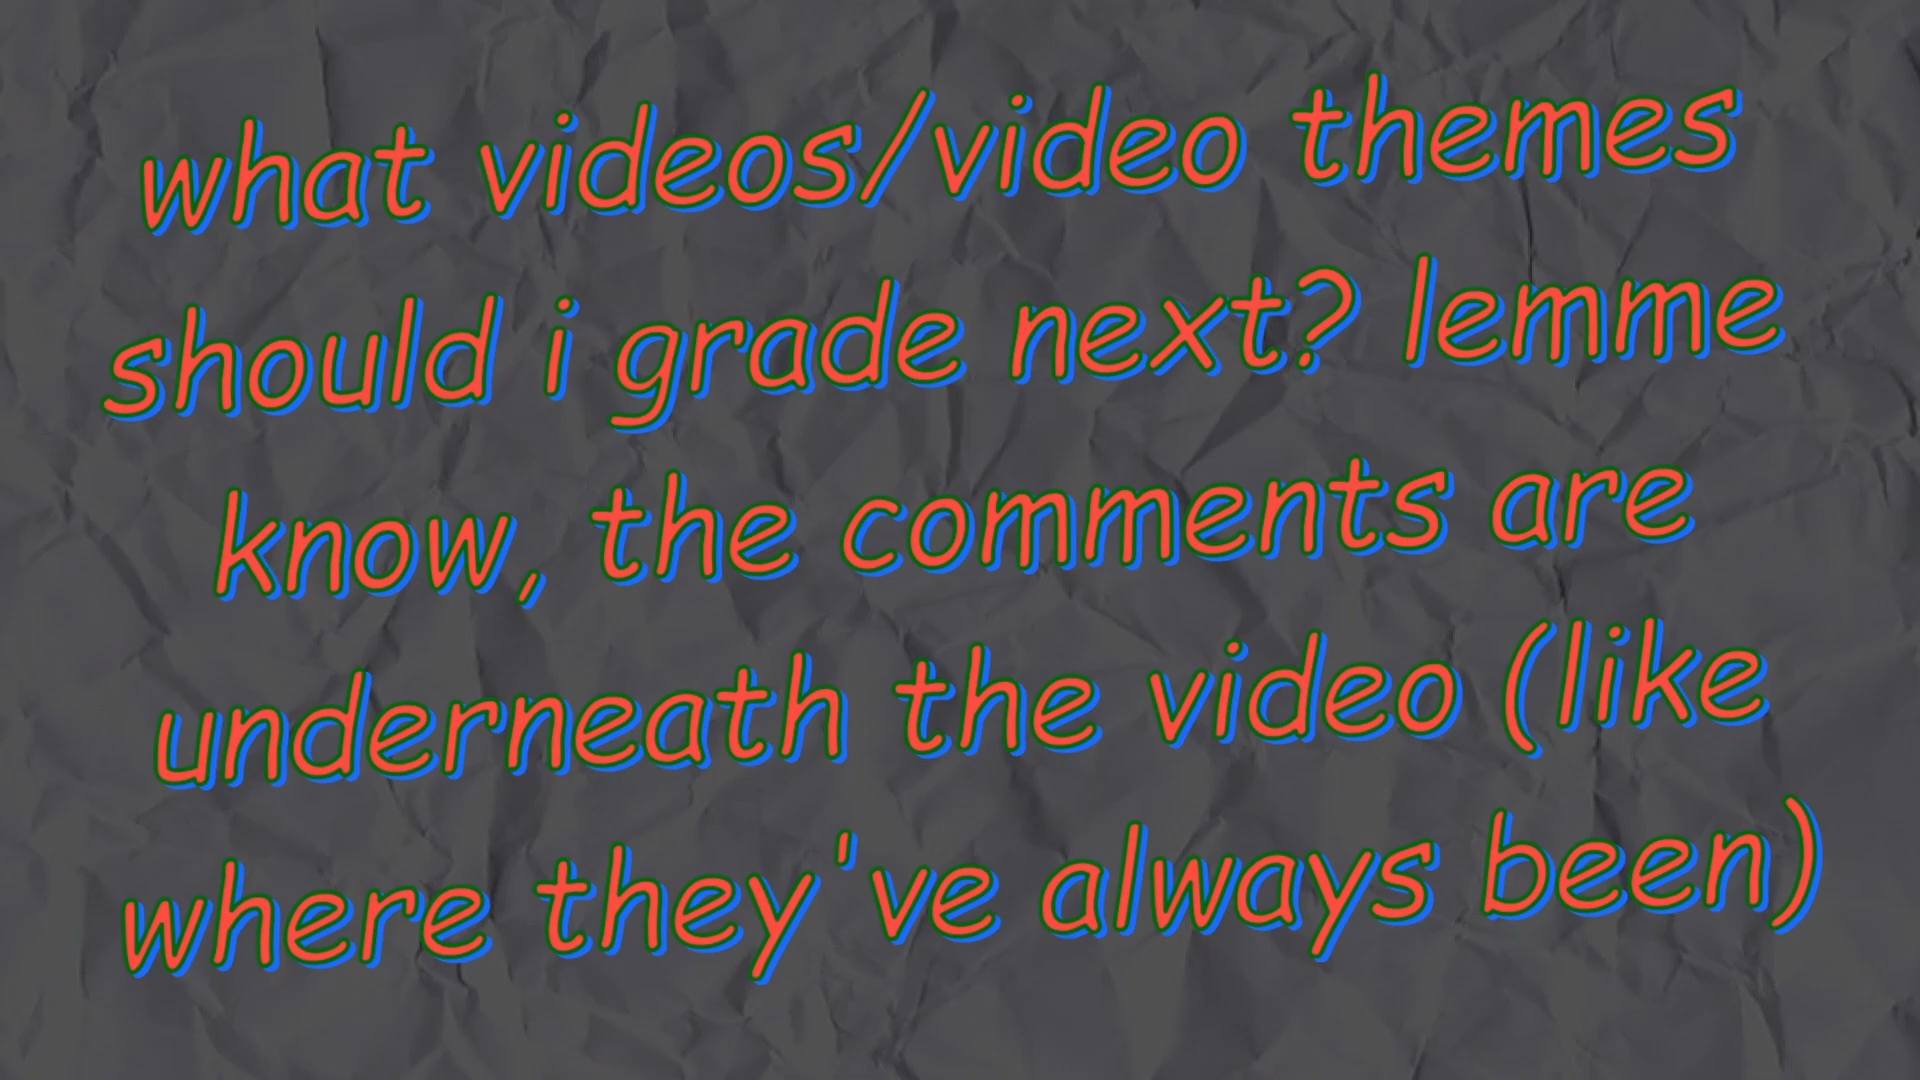 what videos/video themes
should i grade next? lemme
know, the comments are
underneath the video (like
where they've always been)